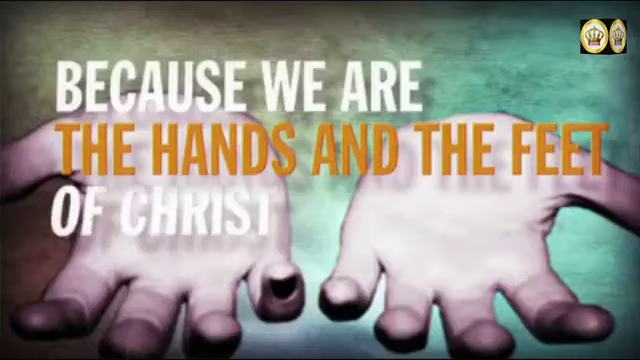 BECAUSE WE ARE
THE HANDS AND THE FEET
OF CHRIST